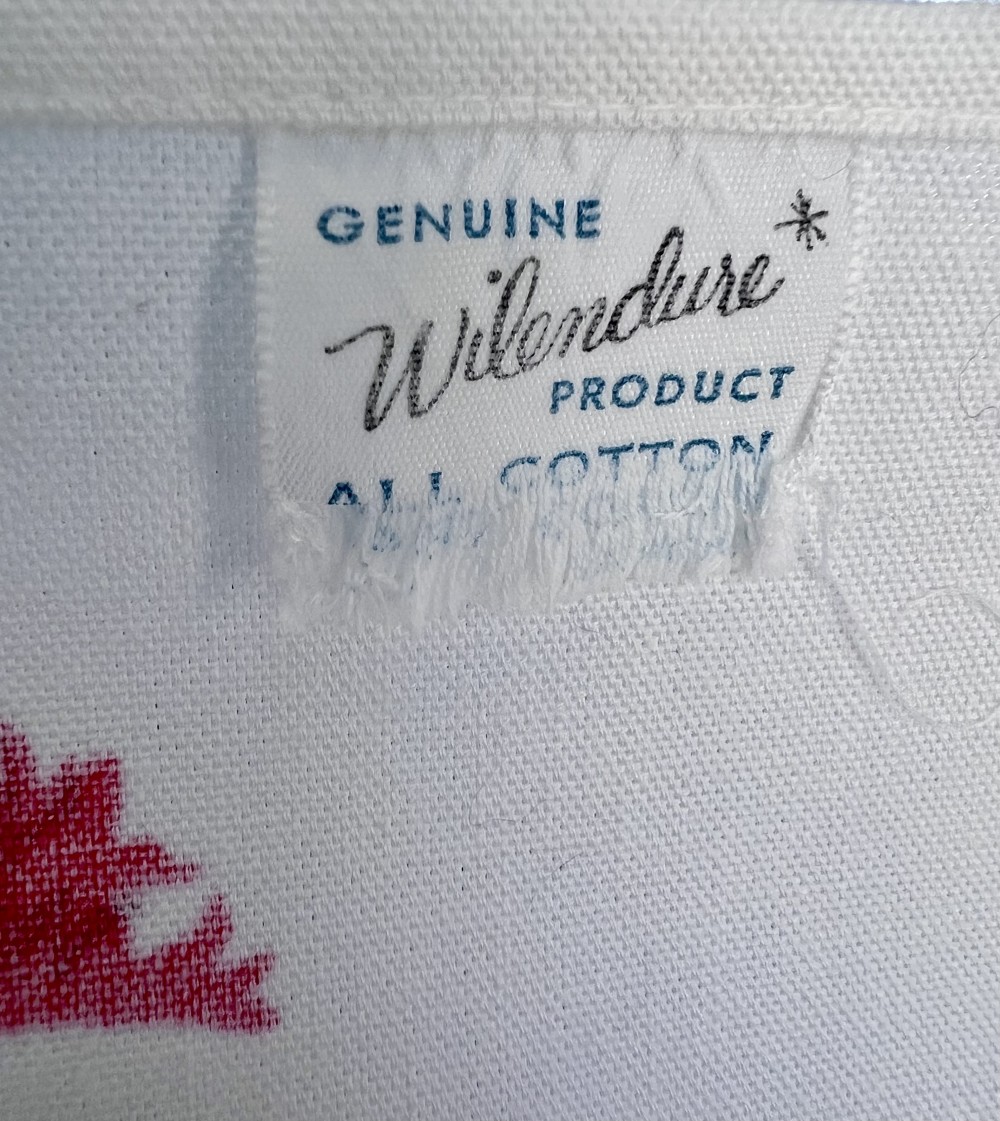 GENUINE
Wilendure*
PRODUCT
ALL COTTON